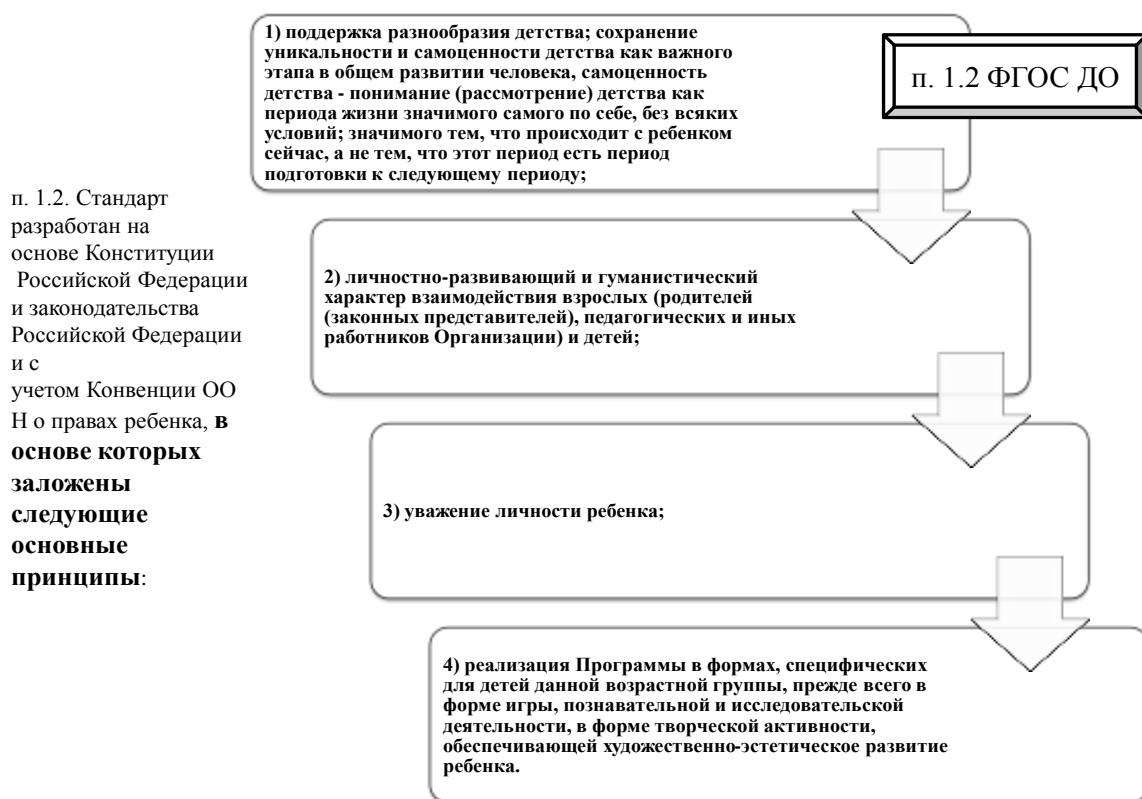 1) поддержка разнообразия детства; сохранение
уникальности и самоценности детства как важного
этапа в общем развитии человека, самоценность
детства - понимание (рассмотрение) детства как
периода жизни значимого самого по себе, без всяких
условий; значимого тем, что происходит с ребенком
сейчас, а не тем, что этот период есть период
подготовки к следующему периоду;
п. 1.2 ФГОС ДО
п. 1.2. Стандарт
разработан на
основе Конституции
Российской Федерации
и законодательства
Российской Федерации
и с
учетом Конвенции ОО
Н о правах ребенка, в
основе которых
заложены
следующие
основные
принципы:
2) личностно-развивающий и гуманистический
характер взаимодействия взрослых (родителей
(законных представителей), педагогических и иных
работников Организации) и детей;
3) уважение личности ребенка;
4) реализация Программы в формах, специфических
для детей данной возрастной группы, прежде всего в
форме игры, познавательной и исследовательской
деятельности, в форме творческой активности,
обеспечивающей художественно-эстетическое развитие
ребенка.